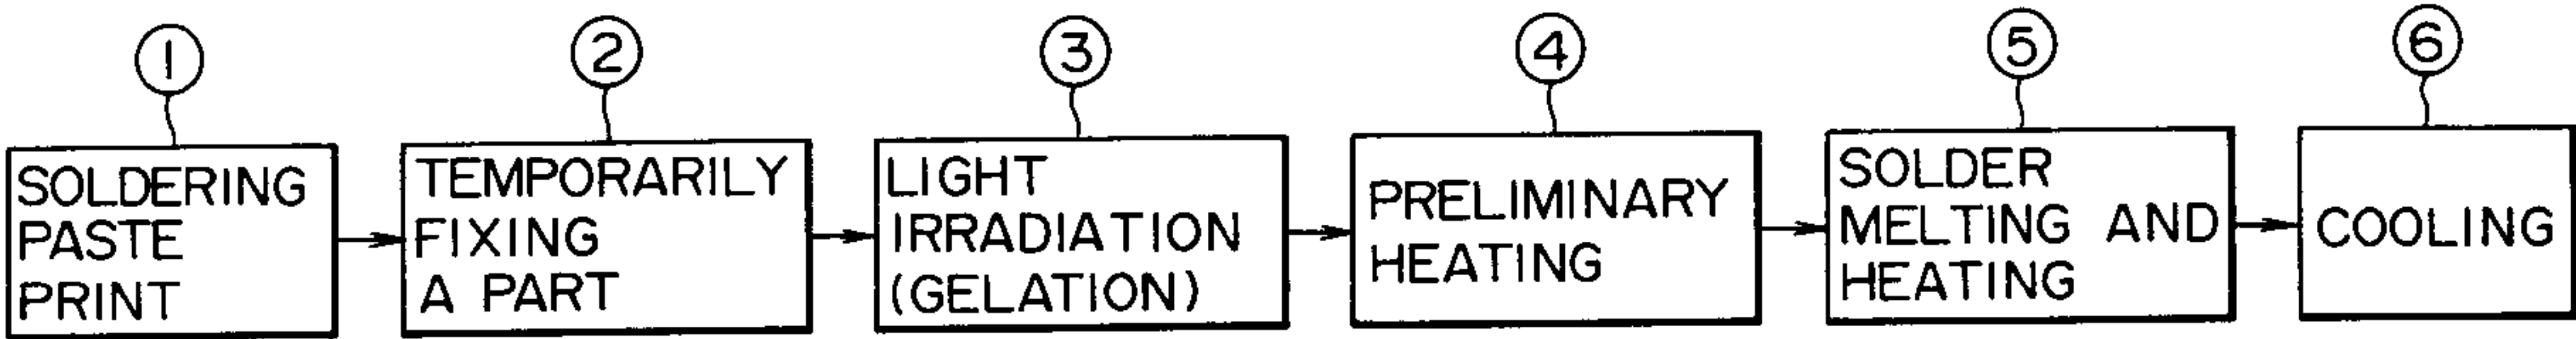 ①
②
③
④
⑤
⑥
SOLDERING
PASTE
PRINT
TEMPORARILY
FIXING
A PART
LIGHT
IRRADIATION
(GELATION)
PRELIMINARY
HEATING
SOLDER
MELTING AND
HEATING
COOLING